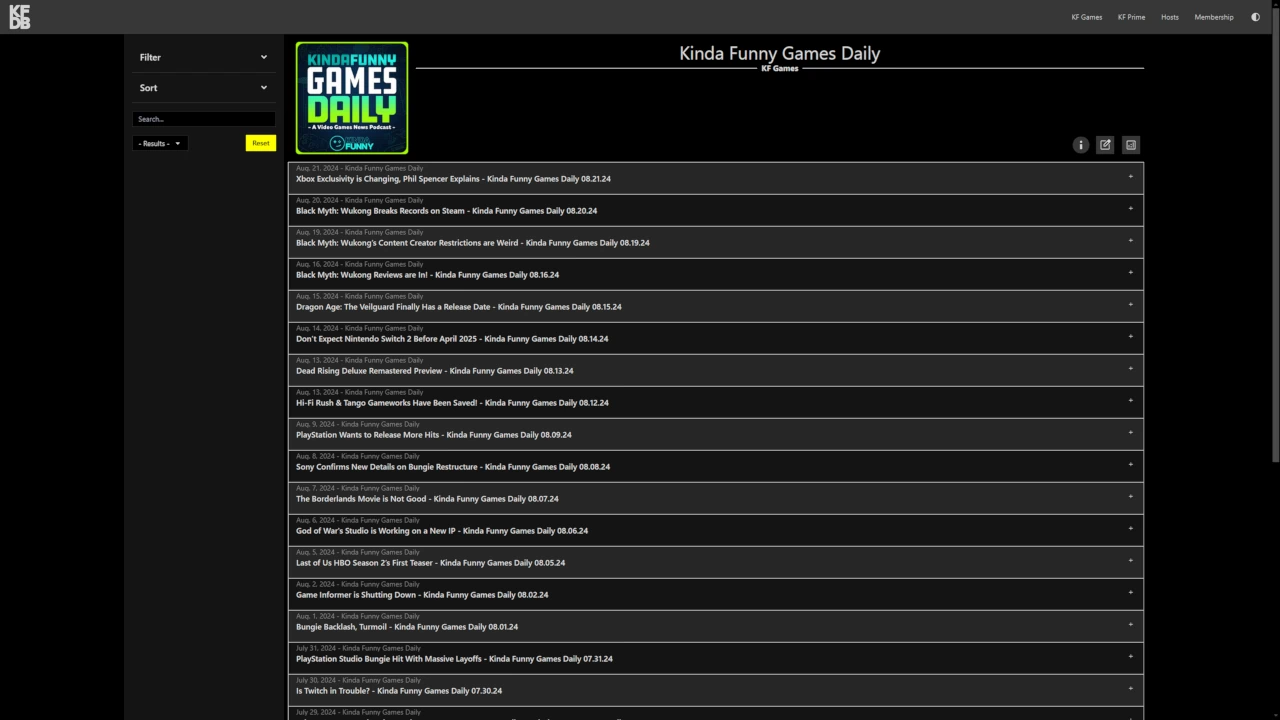 KF
DB
KF Games
KF Prime
Hosts
Membership
Filter
Sort
Search...
- Results -
Reset
KINDA FUNNY
GAMES
DAILY
- A Video Games News Podcast -
KINDA
FUNNY
Kinda Funny Games Daily
KF Games
Aug. 21, 2024 - Kinda Funny Games Daily
Xbox Exclusivity is Changing, Phil Spencer Explains - Kinda Funny Games Daily 08.21.24
+
Aug. 20, 2024 - Kinda Funny Games Daily
Black Myth: Wukong Breaks Records on Steam - Kinda Funny Games Daily 08.20.24
+
Aug. 19, 2024 - Kinda Funny Games Daily
Black Myth: Wukong's Content Creator Restrictions are Weird - Kinda Funny Games Daily 08.19.24
+
Aug. 16, 2024 - Kinda Funny Games Daily
Black Myth: Wukong Reviews are In! - Kinda Funny Games Daily 08.16.24
+
Aug. 15, 2024 - Kinda Funny Games Daily
Dragon Age: The Veilguard Finally Has a Release Date - Kinda Funny Games Daily 08.15.24
+
Aug. 14, 2024 - Kinda Funny Games Daily
Don't Expect Nintendo Switch 2 Before April 2025 - Kinda Funny Games Daily 08.14.24
+
Aug. 13, 2024 - Kinda Funny Games Daily
Dead Rising Deluxe Remastered Preview - Kinda Funny Games Daily 08.13.24
+
Aug. 13, 2024 - Kinda Funny Games Daily
Hi-Fi Rush & Tango Gameworks Have Been Saved! - Kinda Funny Games Daily 08.12.24
+
Aug. 9, 2024 - Kinda Funny Games Daily
PlayStation Wants to Release More Hits - Kinda Funny Games Daily 08.09.24
+
Aug. 8, 2024 - Kinda Funny Games Daily
Sony Confirms New Details on Bungie Restructure - Kinda Funny Games Daily 08.08.24
+
Aug. 7, 2024 - Kinda Funny Games Daily
The Borderlands Movie is Not Good - Kinda Funny Games Daily 08.07.24
+
Aug. 6, 2024 - Kinda Funny Games Daily
God of War's Studio is Working on a New IP - Kinda Funny Games Daily 08.06.24
+
Aug. 5, 2024 - Kinda Funny Games Daily
Last of Us HBO Season 2's First Teaser - Kinda Funny Games Daily 08.05.24
+
Aug. 2, 2024 - Kinda Funny Games Daily
Game Informer is Shutting Down - Kinda Funny Games Daily 08.02.24
+
Aug. 1, 2024 - Kinda Funny Games Daily
Bungie Backlash, Turmoil - Kinda Funny Games Daily 08.01.24
+
July 31, 2024 - Kinda Funny Games Daily
PlayStation Studio Bungie Hit With Massive Layoffs - Kinda Funny Games Daily 07.31.24
+
July 30, 2024 - Kinda Funny Games Daily
Is Twitch in Trouble? - Kinda Funny Games Daily 07.30.24
+
July 29, 2024 - Kinda Funny Games Daily